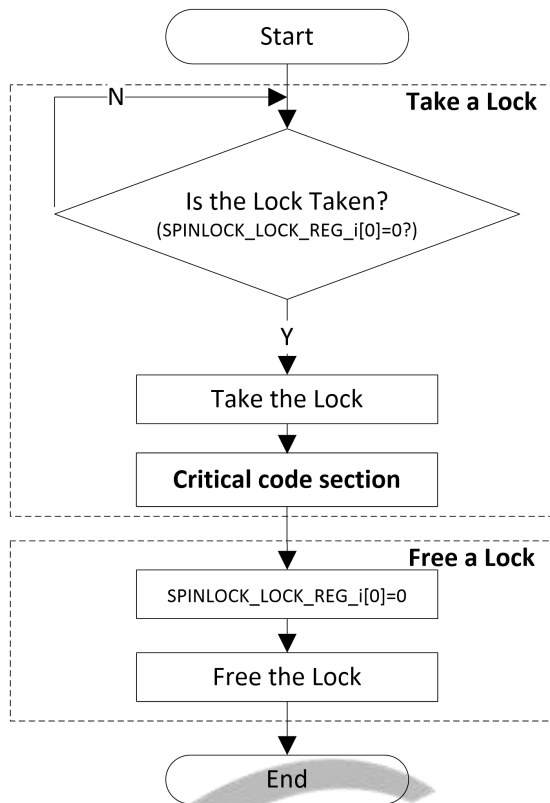 Start
N
Take a Lock
Is the Lock Taken?
(SPINLOCK_LOCK_REG_i[0]=0?)
Y
Take the Lock
Critical code section
Free a Lock
SPINLOCK_LOCK_REG_i[0]=0
Free the Lock
End